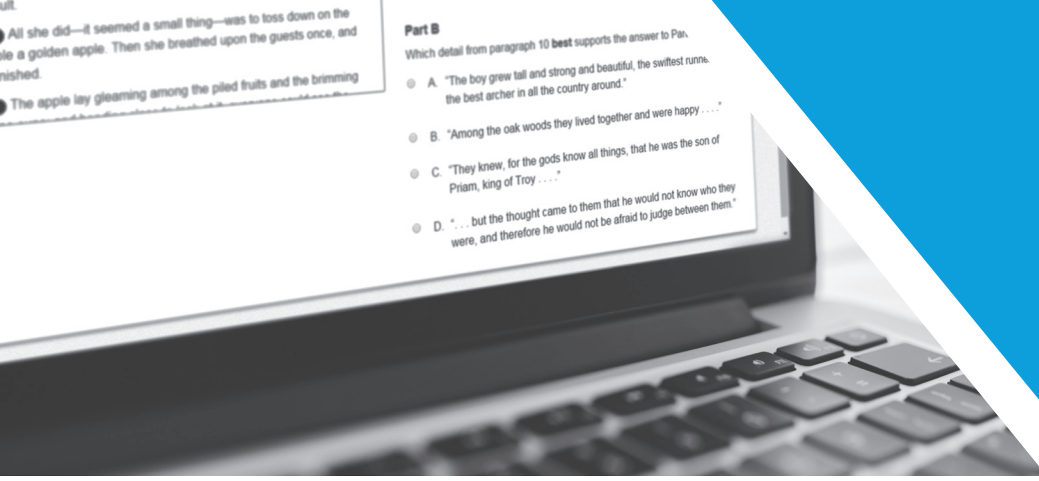 ult.
All she did—it seemed a small thing—was to toss down on the
ble a golden apple. Then she breathed upon the guests once, and
nished.
The apple lay gleaming among the piled fruits and the brimming
Part B
Which detail from paragraph 10 best supports the answer to Par
A. "The boy grew tall and strong and beautiful, the swiftest runne
the best archer in all the country around."
B. "Among the oak woods they lived together and were happy . . . ."
C. "They knew, for the gods know all things, that he was the son of
Priam, king of Troy . . . ."
D. ". . . but the thought came to them that he would not know who they
were, and therefore he would not be afraid to judge between them."